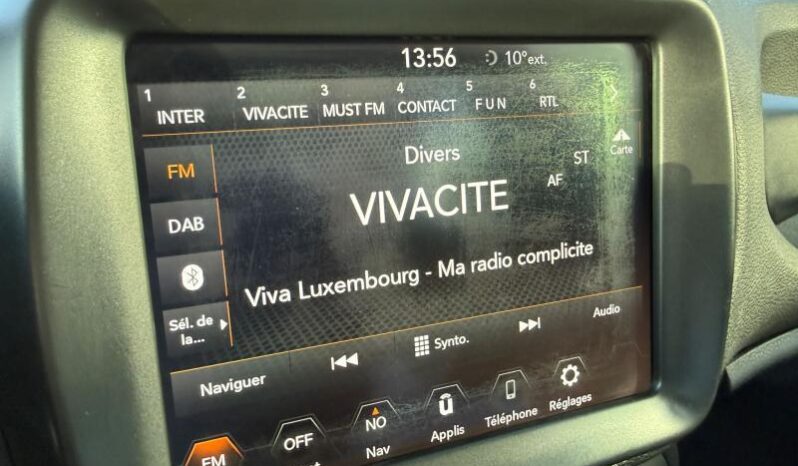 13:56 10° ext.
1 2 3 4 5 6
INTER VIVACITE MUST FM CONTACT F U N RTL
Carte
FM Divers ST
AF
VIVACITE
DAB
Viva Luxembourg - Ma radio complicite
Sél. de
la...
Naviguer Synto. Audio
FM OFF NO
Nav Applis Téléphone Réglages